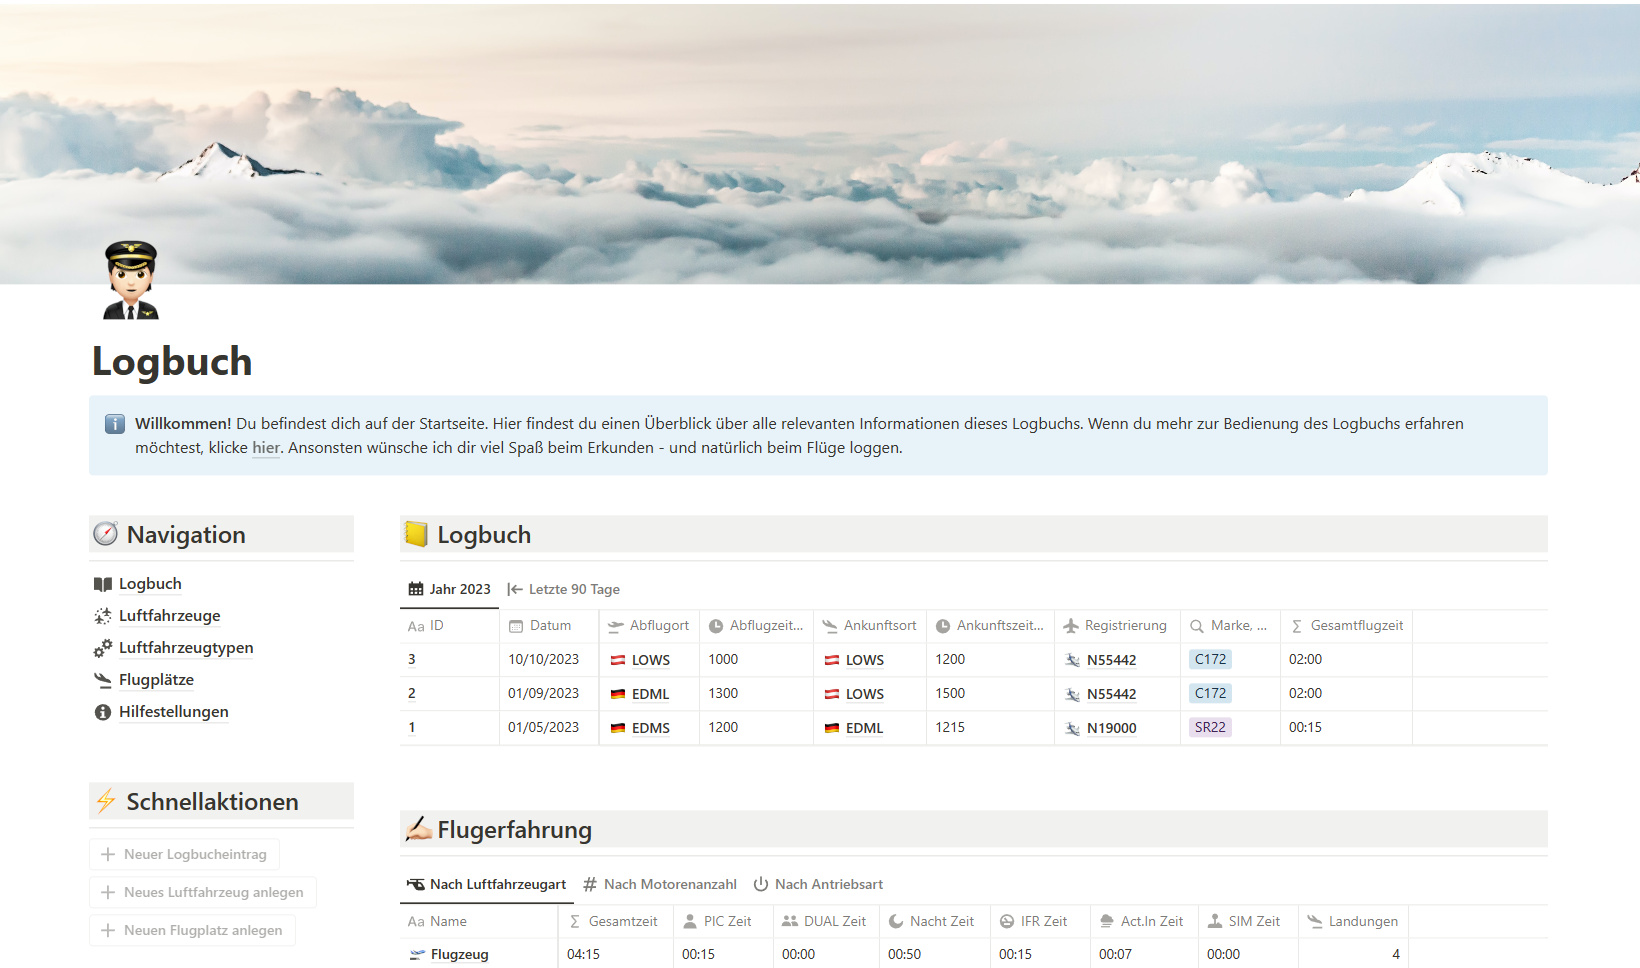 Logbuch
Willkommen! Du befindest dich auf der Startseite. Hier findest du einen Überblick über alle relevanten Informationen dieses Logbuchs. Wenn du mehr zur Bedienung des Logbuchs erfahren
möchtest, klicke hier. Ansonsten wünsche ich dir viel Spaß beim Erkunden - und natürlich beim Flüge loggen.
Navigation
Logbuch
Luftfahrzeuge
Luftfahrzeugtypen
Flugplätze
Hilfestellungen
Schnellaktionen
Neuer Logbucheintrag
Neues Luftfahrzeug anlegen
Neuen Flugplatz anlegen
Logbuch
Jahr 2023 Letzte 90 Tage
Aa ID Datum Abflugort Abflugzeit... Ankunftsort Ankunftszeit... Registrierung Marke, ... Σ Gesamtflugzeit
3 10/10/2023 LOWS 1000 LOWS 1200 N55442 C172 02:00
2 01/09/2023 EDML 1300 LOWS 1500 N55442 C172 02:00
1 01/05/2023 EDMS 1200 EDML 1215 N19000 SR22 00:15
Flugerfahrung
Nach Luftfahrzeugart # Nach Motorenanzahl Nach Antriebsart
Aa Name Σ Gesamtzeit PIC Zeit DUAL Zeit Nacht Zeit IFR Zeit Act.In Zeit SIM Zeit Landungen
Flugzeug 04:15 00:15 00:00 00:50 00:15 00:07 00:00 4